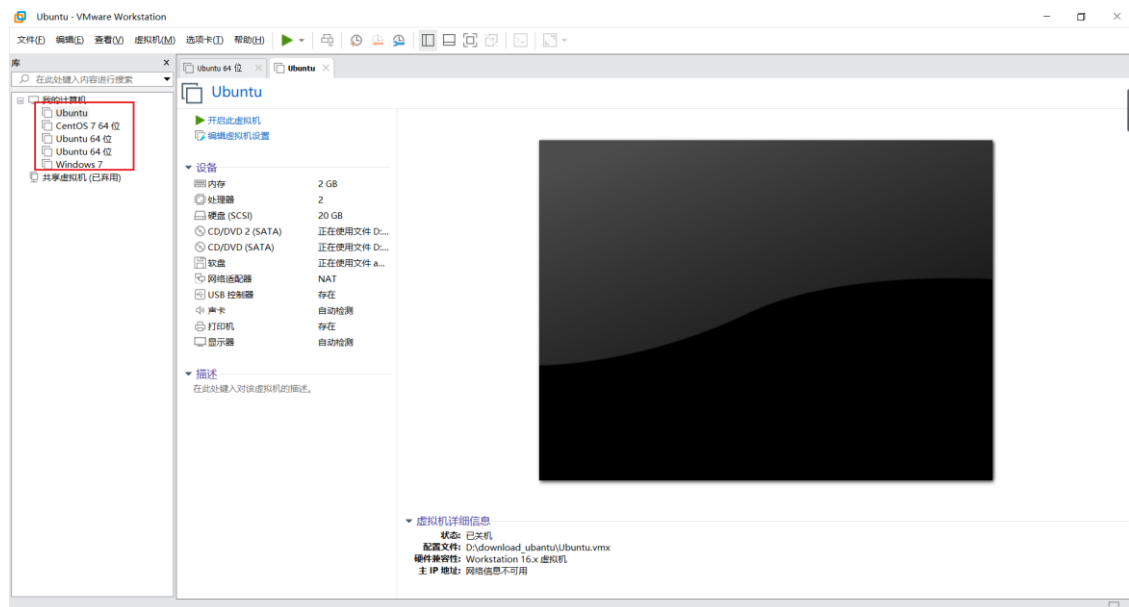 Ubuntu - VMware Workstation
文件(F) 编辑(E) 查看(V) 虚拟机(M) 选项卡(T) 帮助(H)
库
在此处键入内容进行搜索
我的计算机
Ubuntu
CentOS 7 64 位
Ubuntu 64 位
Ubuntu 64 位
Windows 7
共享虚拟机 (已弃用)
Ubuntu 64 位
Ubuntu
Ubuntu
开启此虚拟机
编辑虚拟机设置
设备
内存 2 GB
处理器 2
硬盘 (SCSI) 20 GB
CD/DVD 2 (SATA) 正在使用文件 D:...
CD/DVD (SATA) 正在使用文件 D:...
软盘 正在使用文件 a...
网络适配器 NAT
USB 控制器 存在
声卡 自动检测
打印机 存在
显示器 自动检测
描述
在此处键入对该虚拟机的描述。
虚拟机详细信息
状态: 已关机
配置文件: D:\download_ubantu\Ubuntu.vmx
硬件兼容性: Workstation 16.x 虚拟机
主 IP 地址: 网络信息不可用